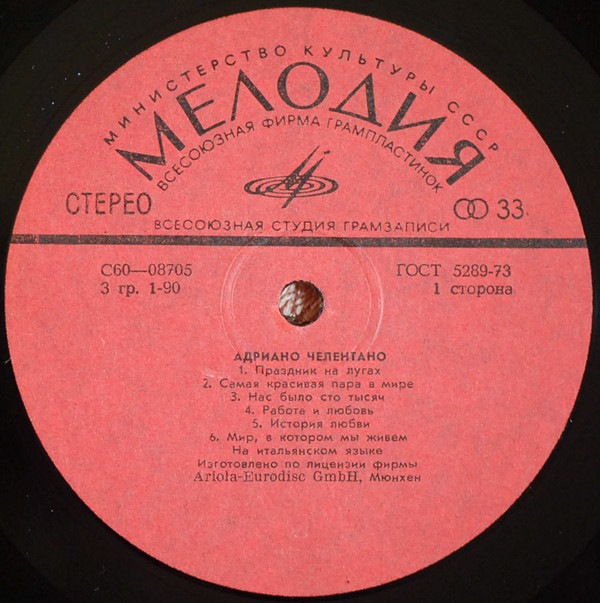 МИНИСТЕРСТВО КУЛЬТУРЫ СССР
МЕЛОДИЯ
ВСЕСОЮЗНАЯ ФИРМА ГРАМПЛАСТИНОК
СТЕРЕО
33
ВСЕСОЮЗНАЯ СТУДИЯ ГРАМЗАПИСИ
С60—08705
ГОСТ 5289-73
3 гр. 1-90
1 сторона
АДРИАНО ЧЕЛЕНТАНО
1. Праздник на лугах
2. Самая красивая пара в мире
3. Нас было сто тысяч
4. Работа и любовь
5. История любви
6. Мир, в котором мы живем
На итальянском языке
Изготовлено по лицензии фирмы
Ariola-Eurodisc GmbH, Мюнхен